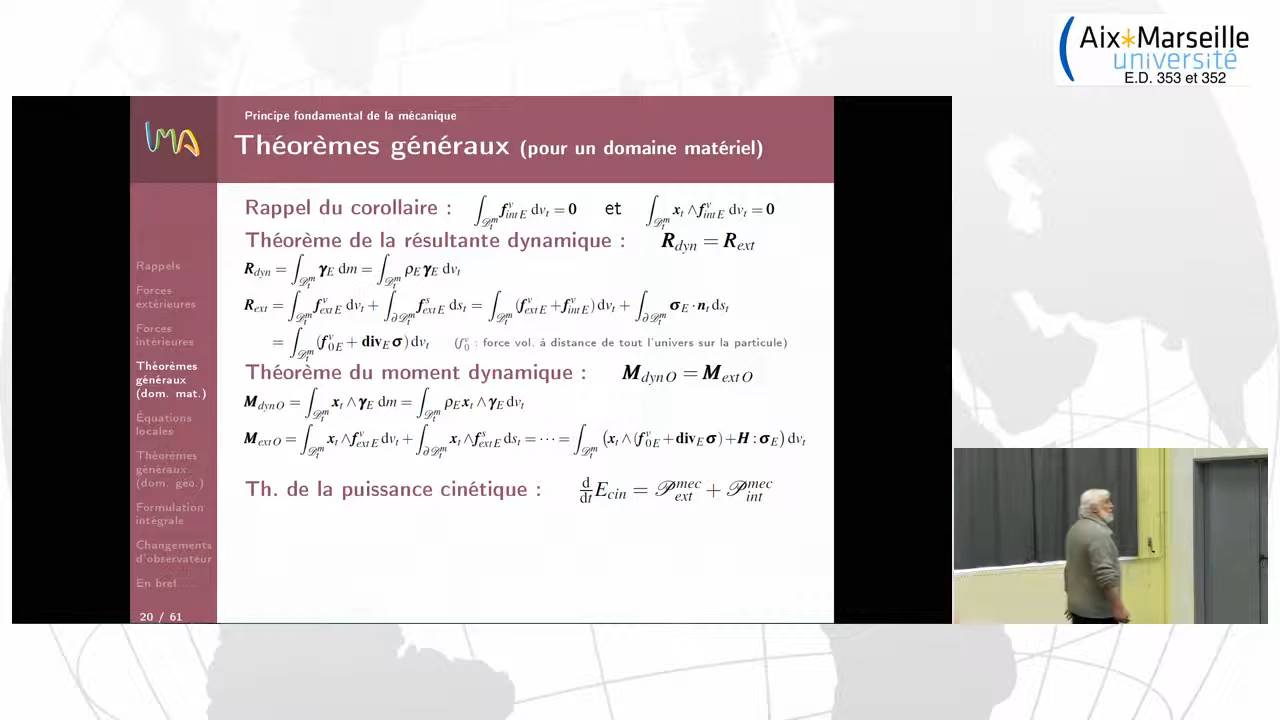 Aix*Marseille
université
E.D. 353 et 352
LMA
Principe fondamental de la mécanique
Théorèmes généraux (pour un domaine matériel)
Rappels
Forces
extérieures
Forces
intérieures
Théorèmes
généraux
(dom. mat.)
Équations
locales
Théorèmes
généraux
(dom. géo.)
Formulation
intégrale
Changements
d'observateur
En bref....
20 / 61
Rappel du corollaire : ∫_{𝒟_t^m} f^v_{int E} dv_t = 0 et ∫_{𝒟_t^m} x_t ∧ f^v_{int E} dv_t = 0
Théorème de la résultante dynamique : R_{dyn} = R_{ext}
R_{dyn} = ∫_{𝒟_t^m} γ_E dm = ∫_{𝒟_t^m} ρ_E γ_E dv_t
R_{ext} = ∫_{𝒟_t^m} f^v_{ext E} dv_t + ∫_{∂𝒟_t^m} f^s_{ext E} ds_t = ∫_{𝒟_t^m} (f^v_{ext E} + f^v_{int E}) dv_t + ∫_{∂𝒟_t^m} σ_E · n_t ds_t
= ∫_{𝒟_t^m} (f^v_{0E} + div_E σ) dv_t (f^v_0 : force vol. à distance de tout l'univers sur la particule)
Théorème du moment dynamique : M_{dyn O} = M_{ext O}
M_{dyn O} = ∫_{𝒟_t^m} x_t ∧ γ_E dm = ∫_{𝒟_t^m} ρ_E x_t ∧ γ_E dv_t
M_{ext O} = ∫_{𝒟_t^m} x_t ∧ f^v_{ext E} dv_t + ∫_{∂𝒟_t^m} x_t ∧ f^s_{ext E} ds_t = ··· = ∫_{𝒟_t^m} (x_t ∧ (f^v_{0E} + div_E σ) + H : σ_E) dv_t
Th. de la puissance cinétique : d/dt E_{cin} = 𝒫^{mec}_{ext} + 𝒫^{mec}_{int}